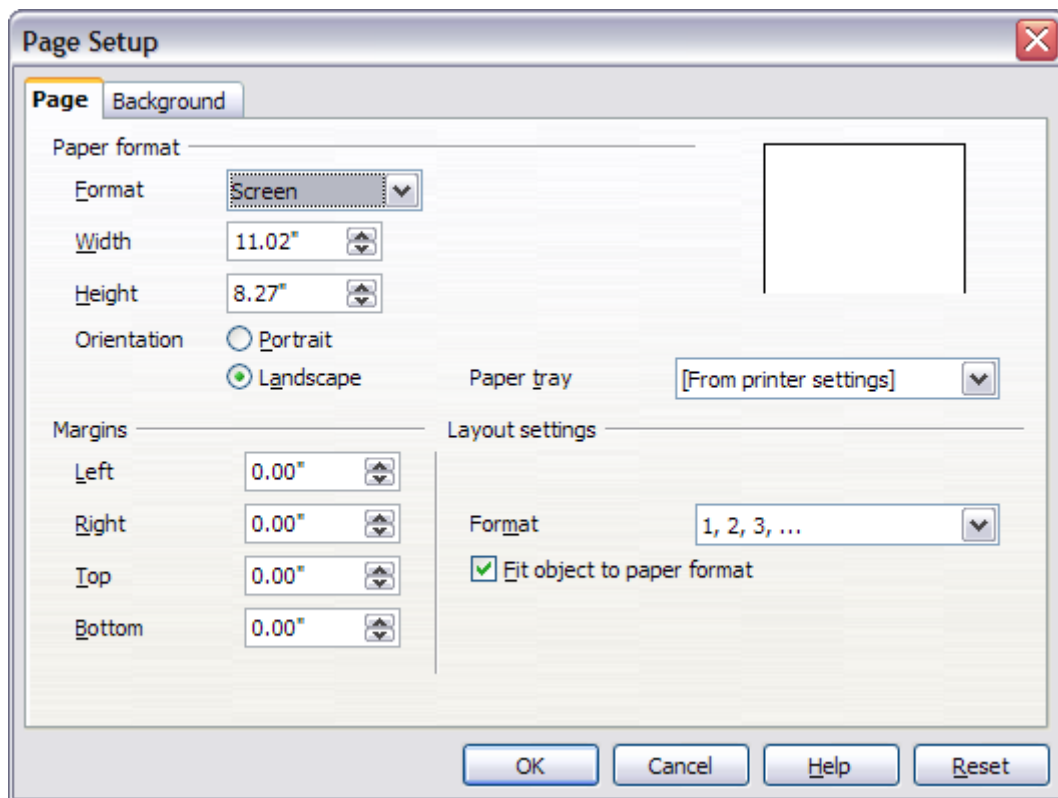 Page Setup
Page Background
Paper format
Format Screen
Width 11.02"
Height 8.27"
Orientation Portrait
Landscape Paper tray [From printer settings]
Margins Layout settings
Left 0.00"
Right 0.00" Format 1, 2, 3, ...
Top 0.00" Fit object to paper format
Bottom 0.00"
OK Cancel Help Reset